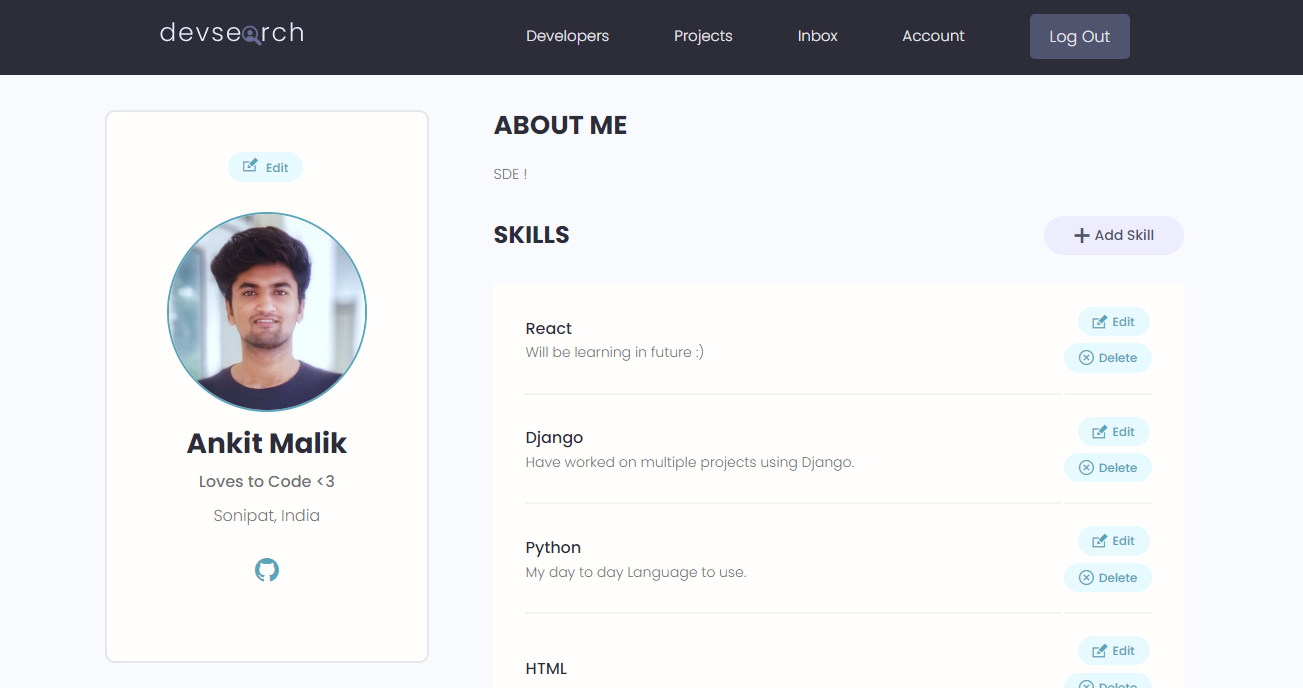 devsearch
Developers
Projects
Inbox
Account
Log Out
Edit
Ankit Malik
Loves to Code <3
Sonipat, India
ABOUT ME
SDE !
SKILLS
Add Skill
React
Will be learning in future :)
Edit
Delete
Django
Have worked on multiple projects using Django.
Edit
Delete
Python
My day to day Language to use.
Edit
Delete
HTML
Edit
Delete